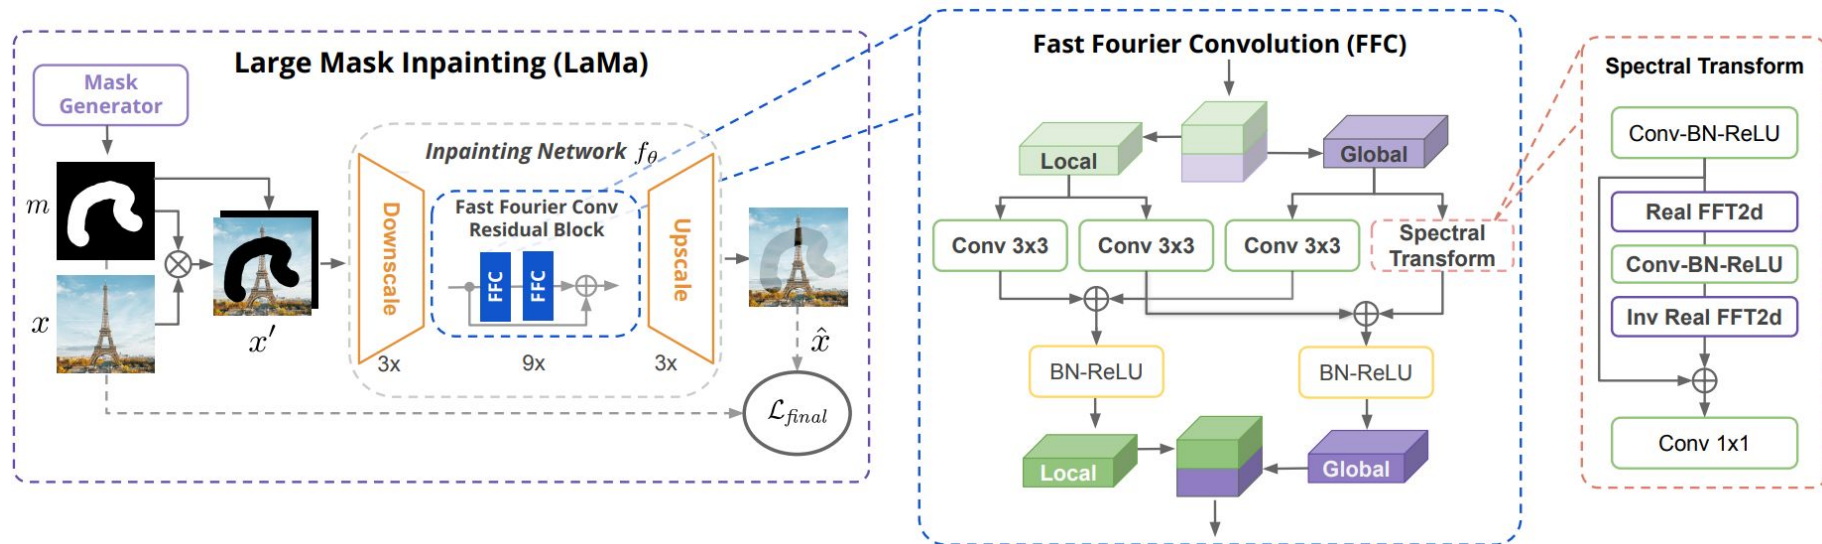 Large Mask Inpainting (LaMa)
Mask
Generator
m
x
x′
Inpainting Network f_θ
Downscale
Fast Fourier Conv
Residual Block
FFC
FFC
Upscale
3x
9x
3x
x̂
ℒ_final
Fast Fourier Convolution (FFC)
Local
Global
Conv 3x3
Conv 3x3
Conv 3x3
Spectral
Transform
BN-ReLU
BN-ReLU
Local
Global
Spectral Transform
Conv-BN-ReLU
Real FFT2d
Conv-BN-ReLU
Inv Real FFT2d
Conv 1x1